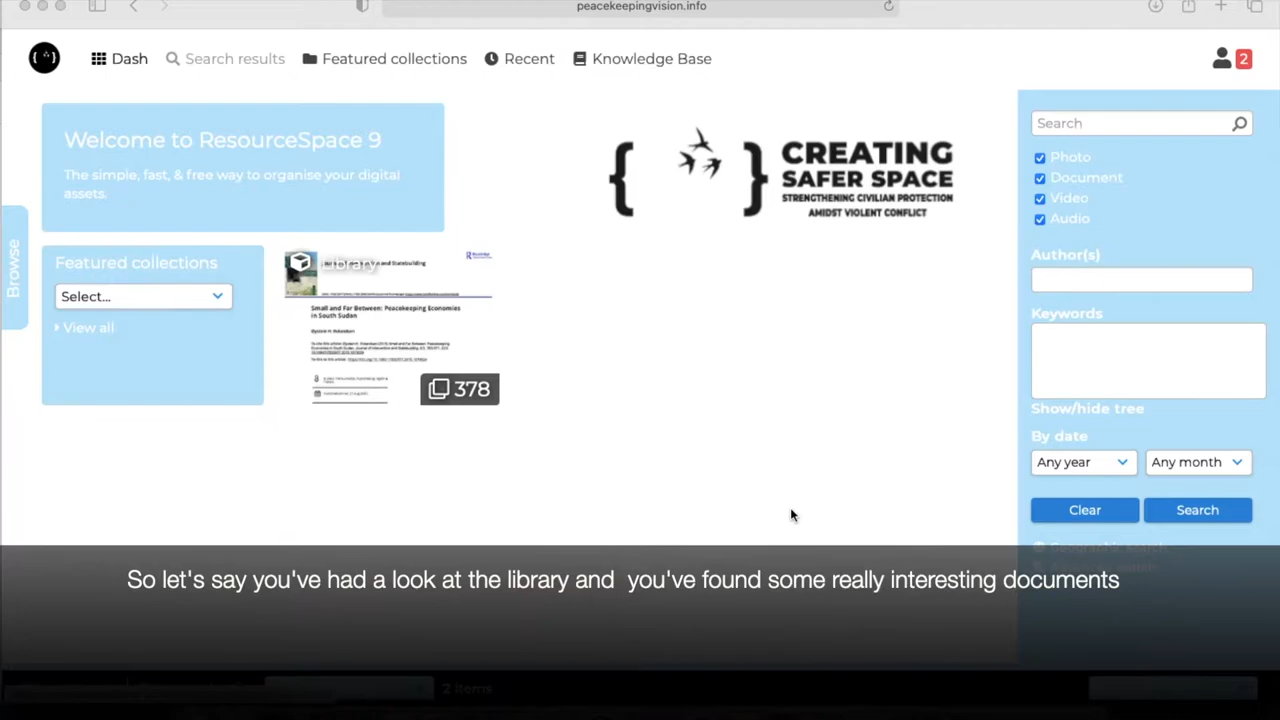 peacekeepingvision.info
Dash
Search results
Featured collections
Recent
Knowledge Base
2
Welcome to ResourceSpace 9
The simple, fast, & free way to organise your digital
assets.
CREATING
SAFER SPACE
STRENGTHENING CIVILIAN PROTECTION
AMIDST VIOLENT CONFLICT
Browse
Featured collections
Select...
View all
Library
Small and Far Between: Peacekeeping Economies
in South Sudan
378
Search
Photo
Document
Video
Audio
Author(s)
Keywords
Show/hide tree
By date
Any year
Any month
Clear
Search
Geographic search
So let's say you've had a look at the library and you've found some really interesting documents
2 items